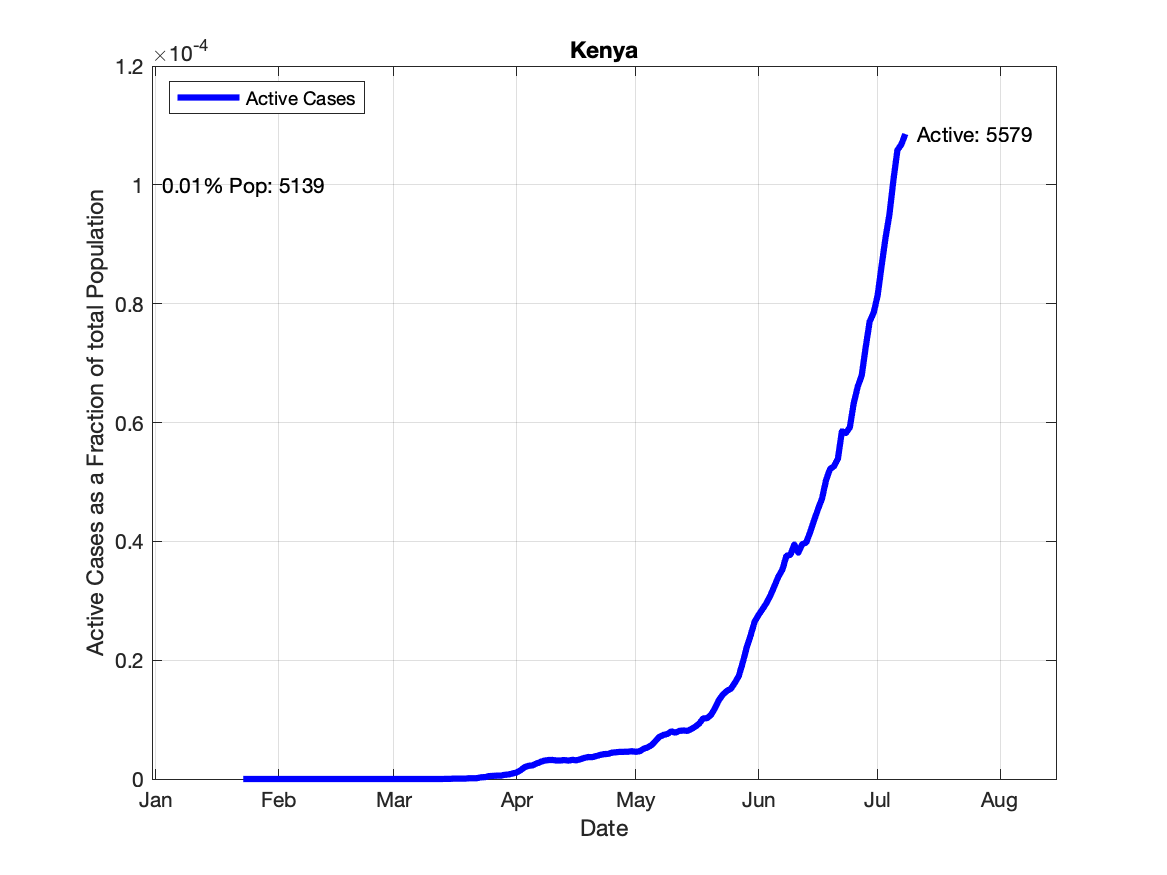 Kenya
×10-4
1.2
1
0.8
0.6
0.4
0.2
0
Active Cases as a Fraction of total Population
Active Cases
Active: 5579
0.01% Pop: 5139
Jan Feb Mar Apr May Jun Jul Aug
Date